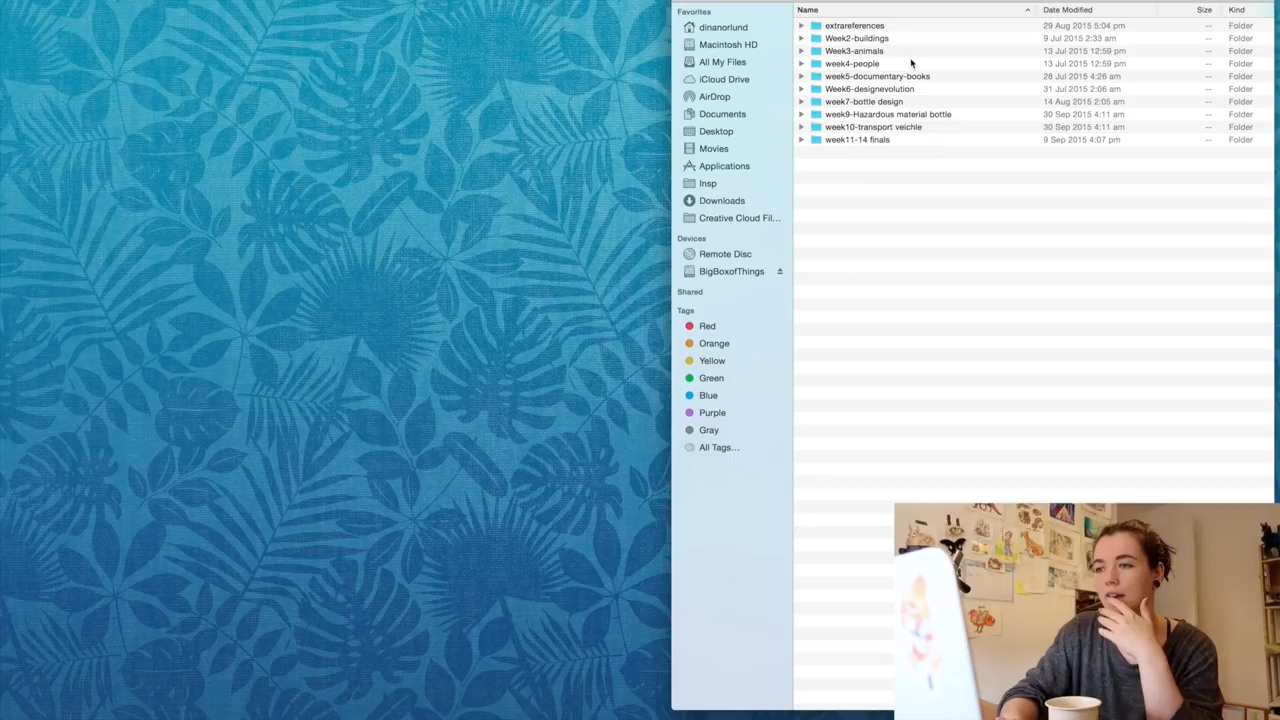 Favorites
dinanorlund
Macintosh HD
All My Files
iCloud Drive
AirDrop
Documents
Desktop
Movies
Applications
Insp
Downloads
Creative Cloud Fil...
Devices
Remote Disc
BigBoxofThings
Shared
Tags
Red
Orange
Yellow
Green
Blue
Purple
Gray
All Tags...
Name Date Modified Size Kind
extrareferences 29 Aug 2015 5:04 pm -- Folder
Week2-buildings 9 Jul 2015 2:33 am -- Folder
Week3-animals 13 Jul 2015 12:59 pm -- Folder
week4-people 13 Jul 2015 12:59 pm -- Folder
week5-documentary-books 28 Jul 2015 4:26 am -- Folder
Week6-designevolution 31 Jul 2015 2:06 am -- Folder
week7-bottle design 14 Aug 2015 2:05 am -- Folder
week9-Hazardous material bottle 30 Sep 2015 4:11 am -- Folder
week10-transport veichle 30 Sep 2015 4:11 am -- Folder
week11-14 finals 9 Sep 2015 4:07 pm -- Folder